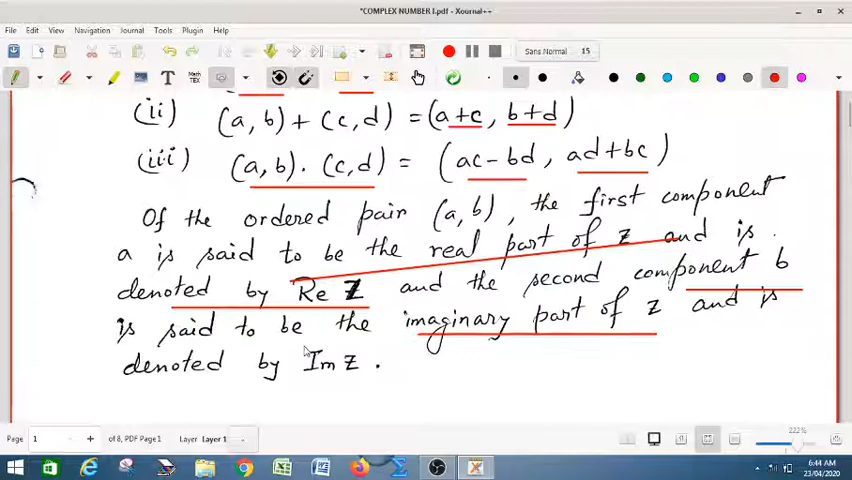 *COMPLEX NUMBER I.pdf - Xournal++
File Edit View Navigation Journal Tools Plugin Help
T MATH TEX Sans Normal 15
(ii) (a, b) + (c, d) = (a+c, b+d)
(iii) (a, b) . (c, d) = (ac-bd, ad+bc)
Of the ordered pair (a, b), the first component
a is said to be the real part of z and is
denoted by Re Z and the second component b
is said to be the imaginary part of z and is
denoted by Im z .
222%
Page 1 of 8, PDF Page 1 Layer Layer 1
6:44 AM
23/04/2020